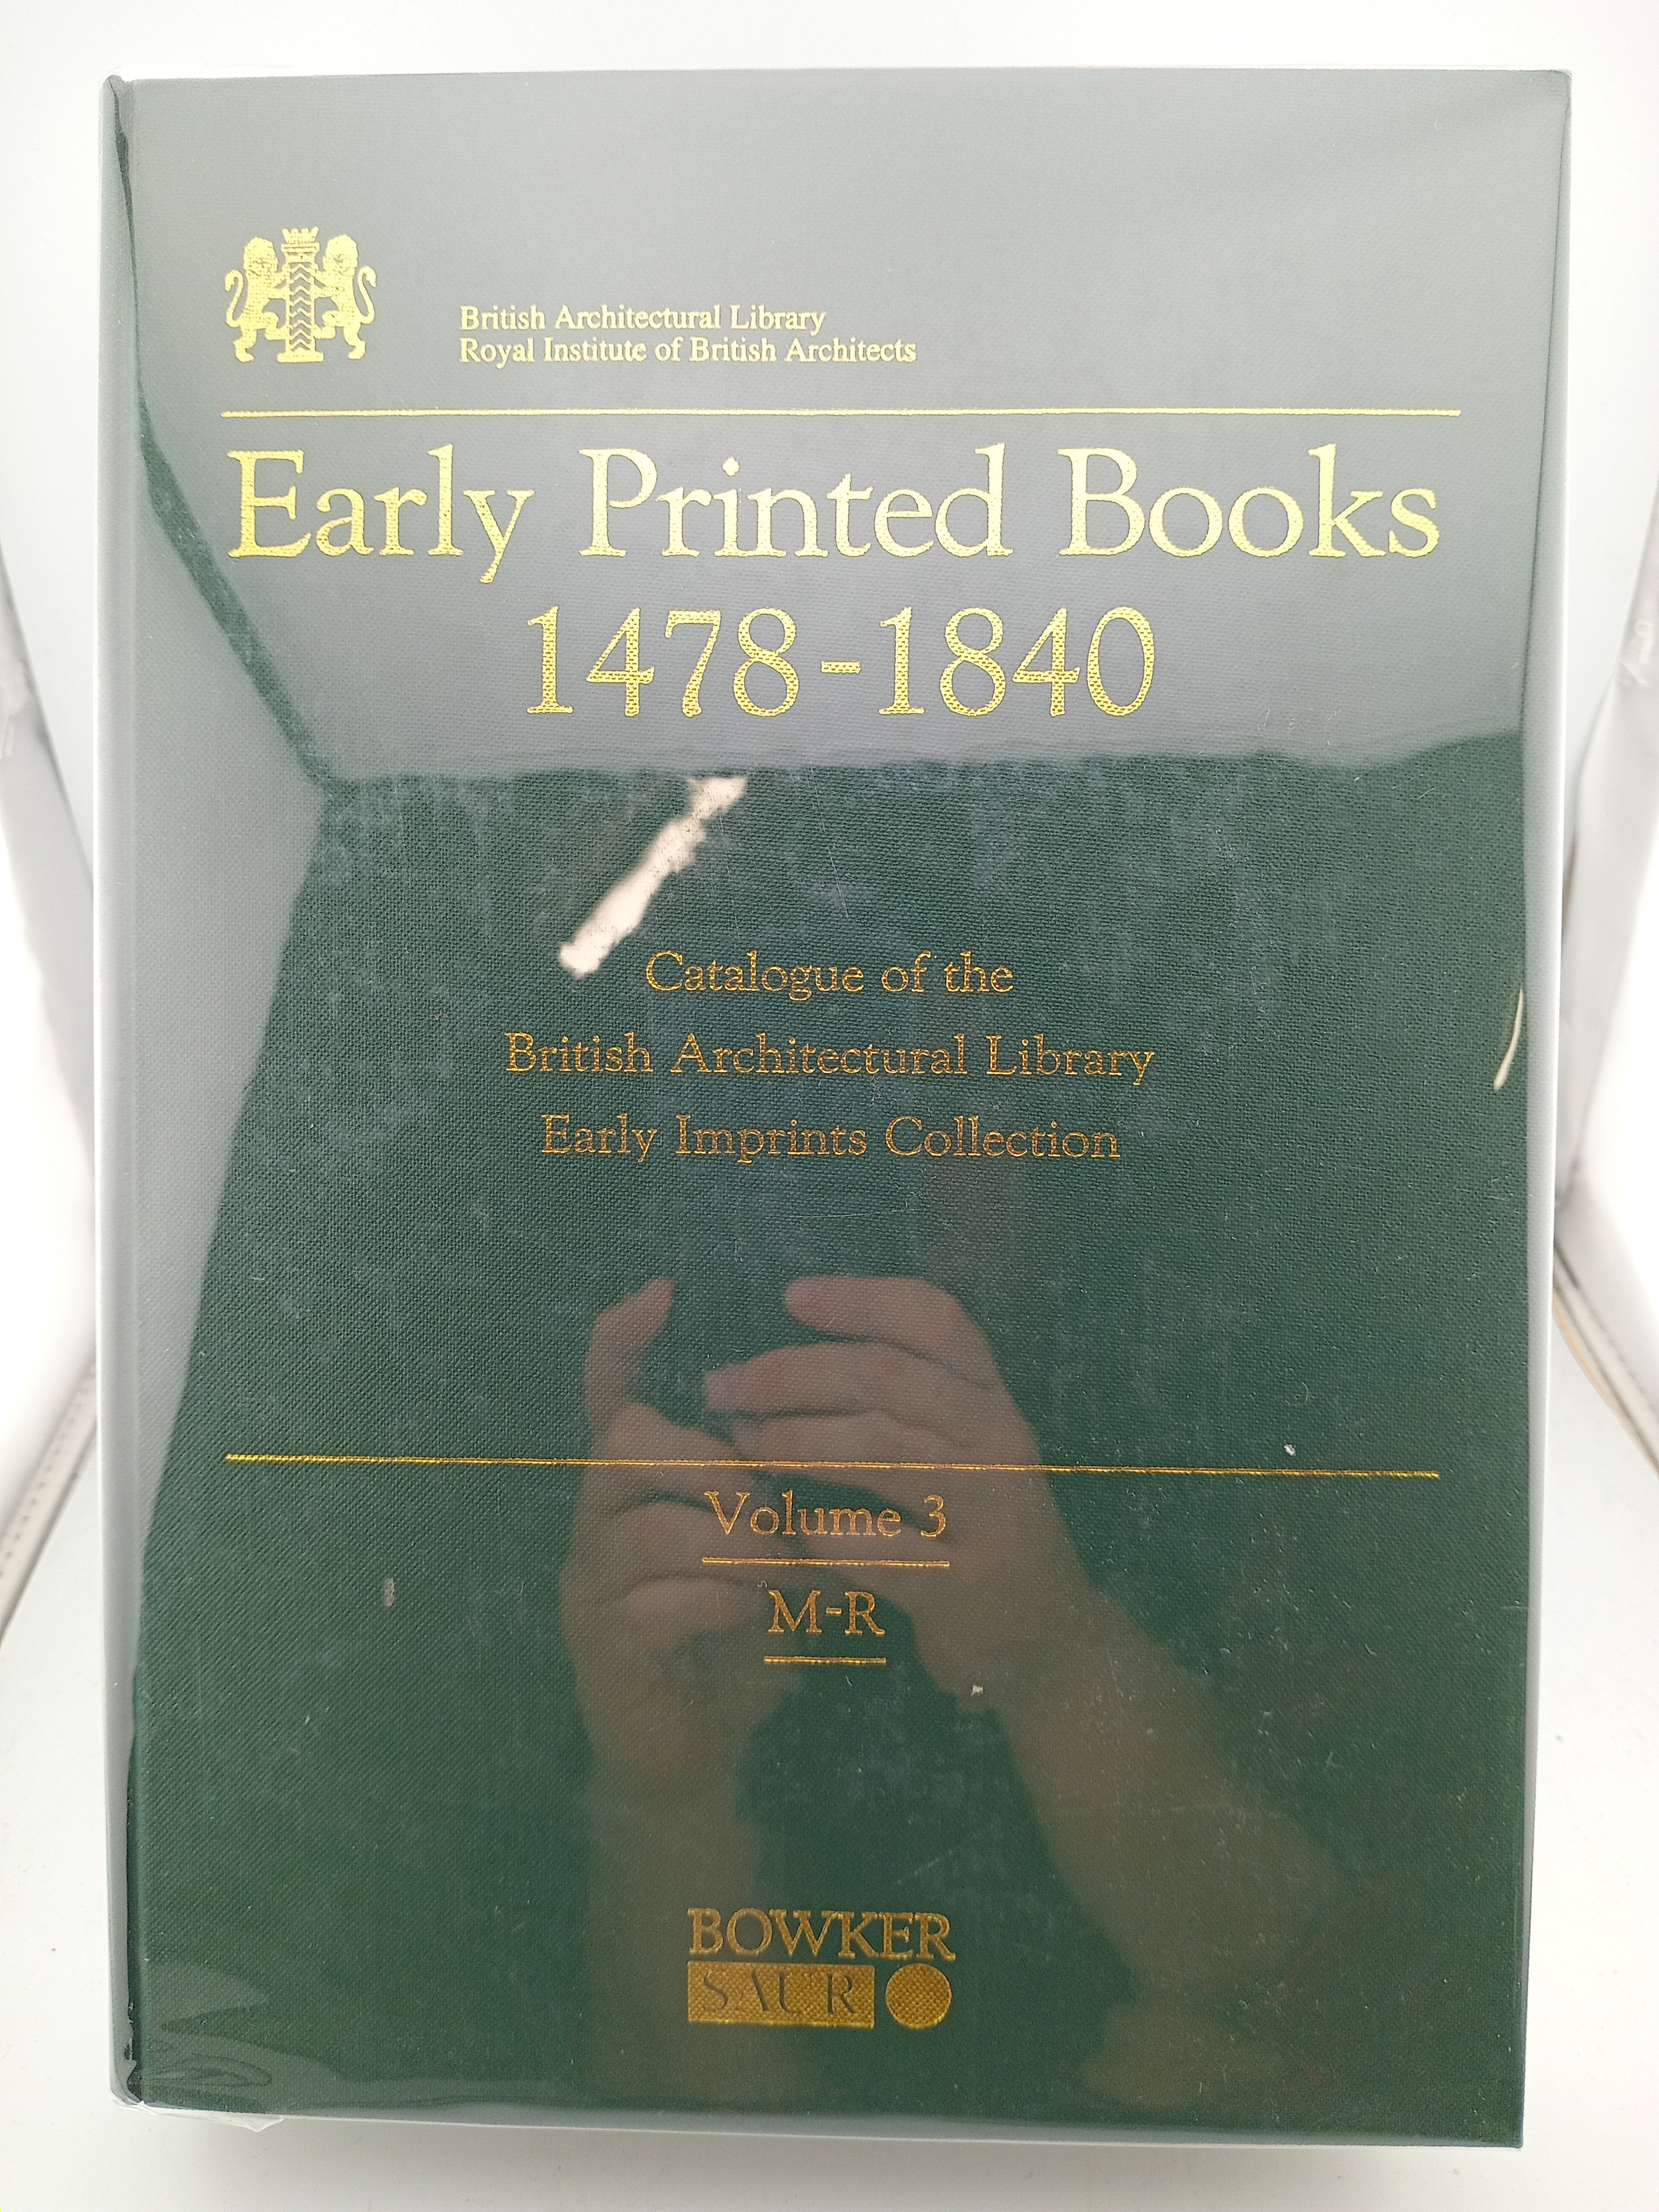 British Architectural Library
Royal Institute of British Architects
Early Printed Books
1478-1840
Catalogue of the
British Architectural Library
Early Imprints Collection
Volume 3
M-R
BOWKER
SAUR